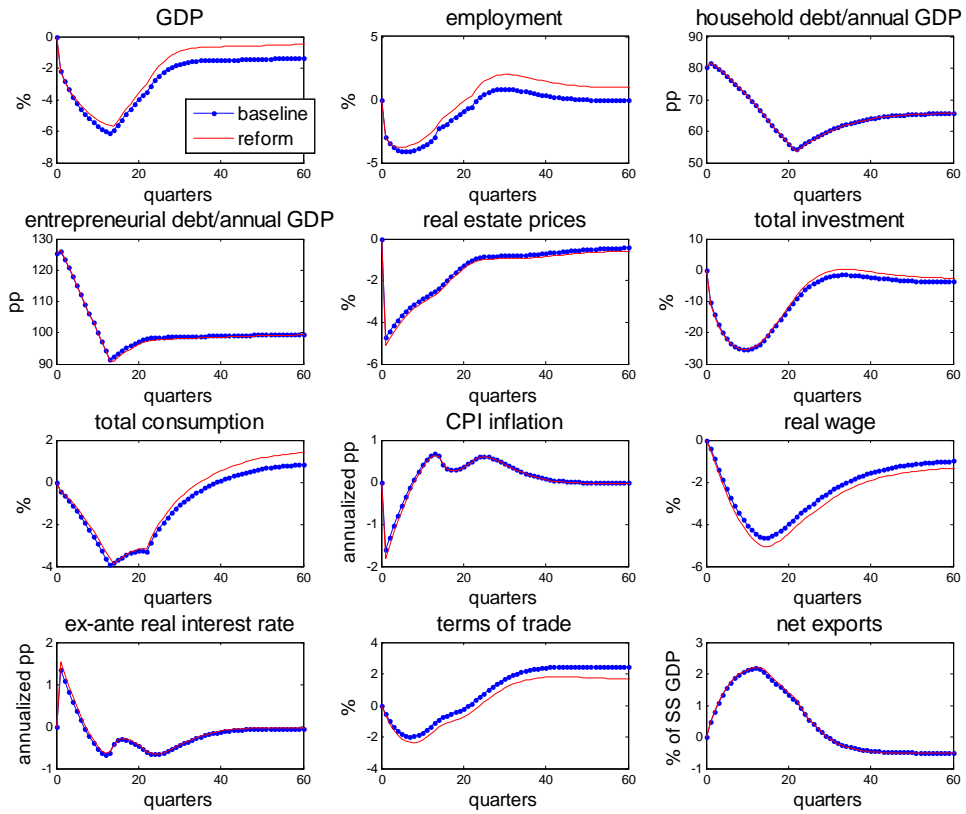 GDP
0
-2
-4
-6
-8
%
baseline
reform
0 20 40 60
quarters
employment
5
0
-5
%
0 20 40 60
quarters
household debt/annual GDP
90
80
70
60
50
pp
0 20 40 60
quarters
entrepreneurial debt/annual GDP
130
120
110
100
90
pp
0 20 40 60
quarters
real estate prices
0
-2
-4
-6
%
0 20 40 60
quarters
total investment
10
0
-10
-20
-30
%
0 20 40 60
quarters
total consumption
2
0
-2
-4
%
0 20 40 60
quarters
CPI inflation
1
0
-1
-2
annualized pp
0 20 40 60
quarters
real wage
0
-2
-4
-6
%
0 20 40 60
quarters
ex-ante real interest rate
2
1
0
-1
annualized pp
0 20 40 60
quarters
terms of trade
4
2
0
-2
-4
%
0 20 40 60
quarters
net exports
3
2
1
0
-1
% of SS GDP
0 20 40 60
quarters